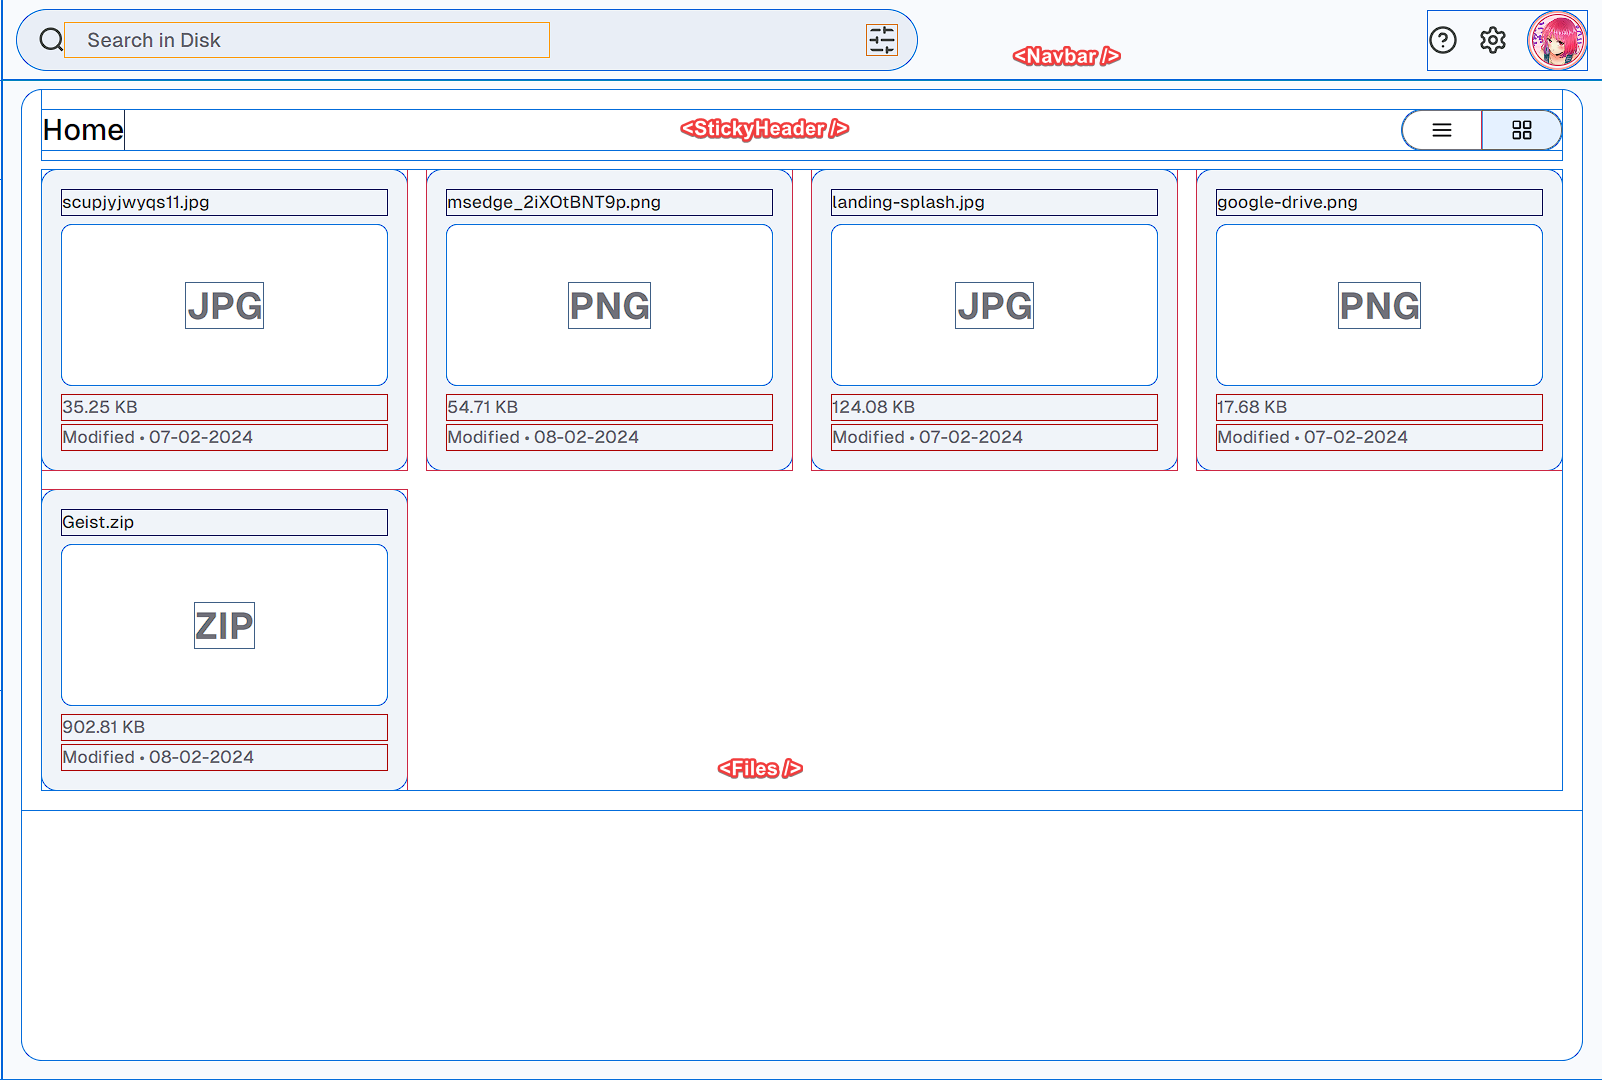 Search in Disk
<Navbar />
Home
<StickyHeader />
scupjyjwyqs11.jpg
msedge_2iXOtBNT9p.png
landing-splash.jpg
google-drive.png
JPG
PNG
JPG
PNG
35.25 KB
54.71 KB
124.08 KB
17.68 KB
Modified • 07-02-2024
Modified • 08-02-2024
Modified • 07-02-2024
Modified • 07-02-2024
Geist.zip
ZIP
902.81 KB
Modified • 08-02-2024
<Files />